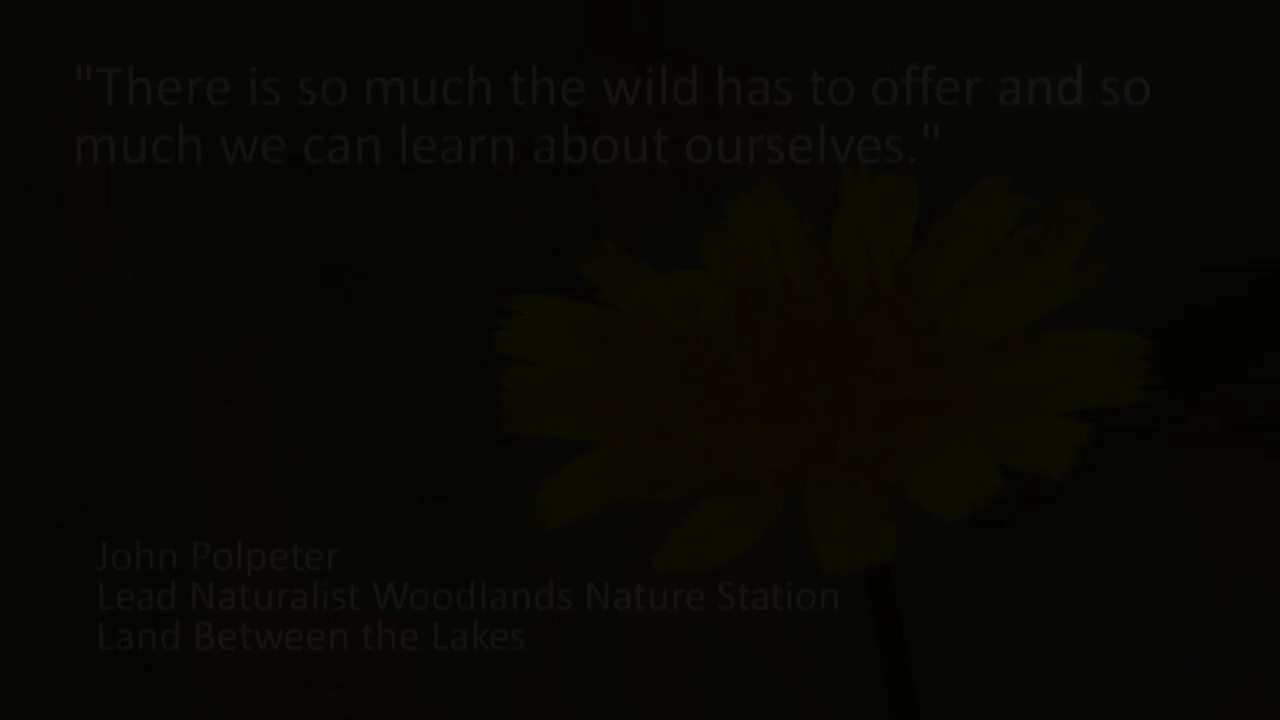 "There is so much the wild has to offer and so
much we can learn about ourselves."
John Polpeter
Lead Naturalist Woodlands Nature Station
Land Between the Lakes